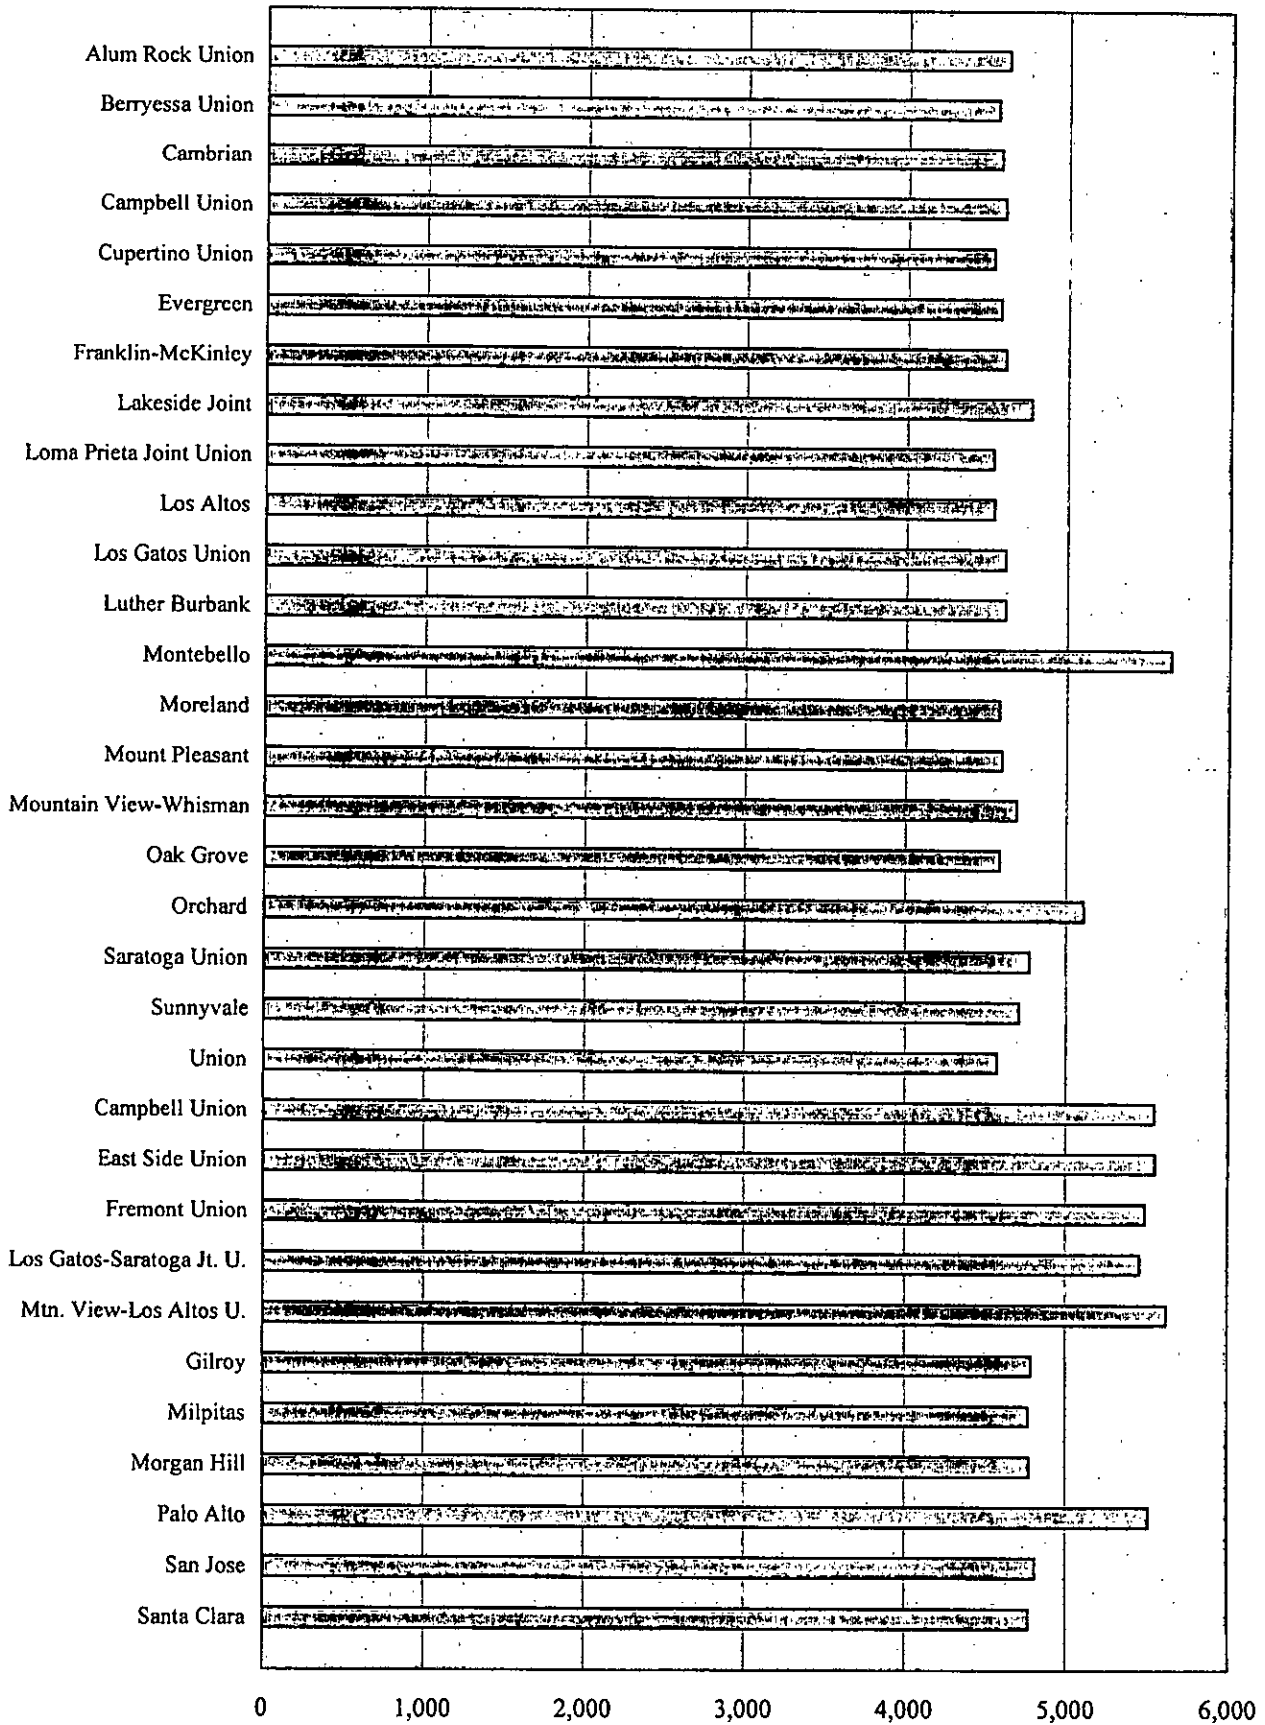 Alum Rock Union
Berryessa Union
Cambrian
Campbell Union
Cupertino Union
Evergreen
Franklin-McKinley
Lakeside Joint
Loma Prieta Joint Union
Los Altos
Los Gatos Union
Luther Burbank
Montebello
Moreland
Mount Pleasant
Mountain View-Whisman
Oak Grove
Orchard
Saratoga Union
Sunnyvale
Union
Campbell Union
East Side Union
Fremont Union
Los Gatos-Saratoga Jt. U.
Mtn. View-Los Altos U.
Gilroy
Milpitas
Morgan Hill
Palo Alto
San Jose
Santa Clara
0 1,000 2,000 3,000 4,000 5,000 6,000